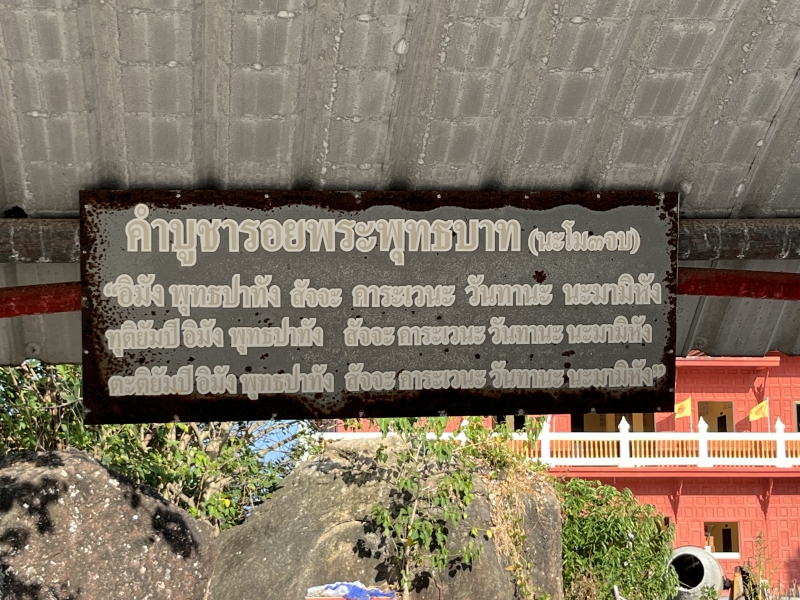 คำบูชารอยพระพุทธบาท (นะโม๓จบ)
“อิมัง พุทธปาทัง สัจจะ คาระเวนะ วันทานะ นะมามิหัง
ทุติยัมปิ อิมัง พุทธปาทัง สัจจะ คาระเวนะ วันทานะ นะมามิหัง
ตะติยัมปิ อิมัง พุทธปาทัง สัจจะ คาระเวนะ วันทานะ นะมามิหัง”